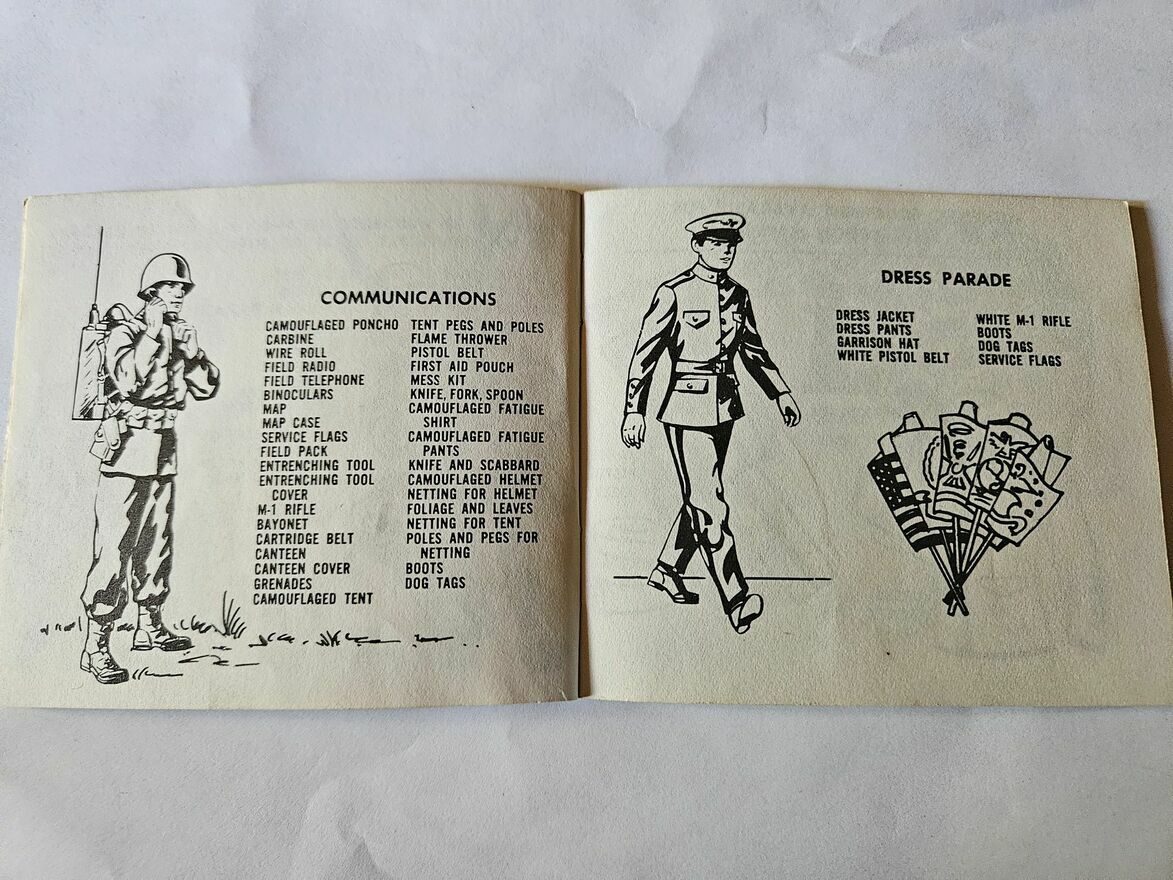 COMMUNICATIONS
CAMOUFLAGED PONCHO
CARBINE
WIRE ROLL
FIELD RADIO
FIELD TELEPHONE
BINOCULARS
MAP
MAP CASE
SERVICE FLAGS
FIELD PACK
ENTRENCHING TOOL
ENTRENCHING TOOL
COVER
M-1 RIFLE
BAYONET
CARTRIDGE BELT
CANTEEN
CANTEEN COVER
GRENADES
CAMOUFLAGED TENT
TENT PEGS AND POLES
FLAME THROWER
PISTOL BELT
FIRST AID POUCH
MESS KIT
KNIFE, FORK, SPOON
CAMOUFLAGED FATIGUE
SHIRT
CAMOUFLAGED FATIGUE
PANTS
KNIFE AND SCABBARD
CAMOUFLAGED HELMET
NETTING FOR HELMET
FOLIAGE AND LEAVES
NETTING FOR TENT
POLES AND PEGS FOR
NETTING
BOOTS
DOG TAGS
DRESS PARADE
DRESS JACKET
DRESS PANTS
GARRISON HAT
WHITE PISTOL BELT
WHITE M-1 RIFLE
BOOTS
DOG TAGS
SERVICE FLAGS